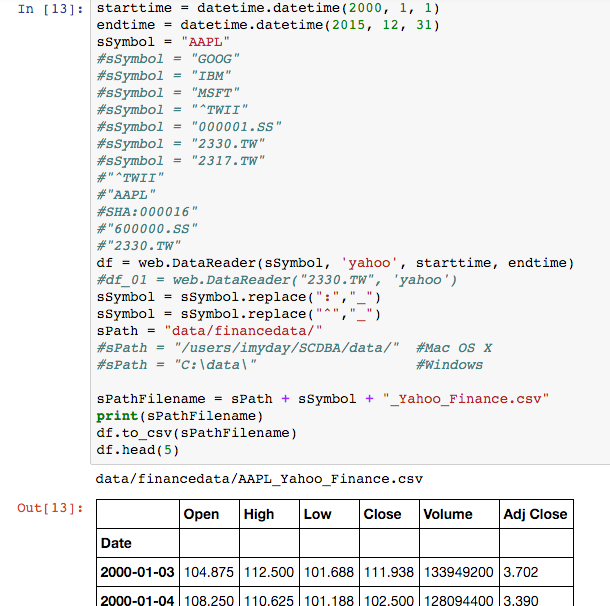 In [13]: starttime = datetime.datetime(2000, 1, 1)
endtime = datetime.datetime(2015, 12, 31)
sSymbol = "AAPL"
#sSymbol = "GOOG"
#sSymbol = "IBM"
#sSymbol = "MSFT"
#sSymbol = "^TWII"
#sSymbol = "000001.SS"
#sSymbol = "2330.TW"
#sSymbol = "2317.TW"
#"^TWII"
#"AAPL"
#SHA:000016"
#"600000.SS"
#"2330.TW"
df = web.DataReader(sSymbol, 'yahoo', starttime, endtime)
#df_01 = web.DataReader("2330.TW", 'yahoo')
sSymbol = sSymbol.replace(":","_")
sSymbol = sSymbol.replace("^","_")
sPath = "data/financedata/"
#sPath = "/users/imyday/SCDBA/data/" #Mac OS X
#sPath = "C:\data\" #Windows
sPathFilename = sPath + sSymbol + "_Yahoo_Finance.csv"
print(sPathFilename)
df.to_csv(sPathFilename)
df.head(5)
data/financedata/AAPL_Yahoo_Finance.csv
Out[13]: Open High Low Close Volume Adj Close
Date
2000-01-03 104.875 112.500 101.688 111.938 133949200 3.702
2000-01-04 108.250 110.625 101.188 102.500 128094400 3.390